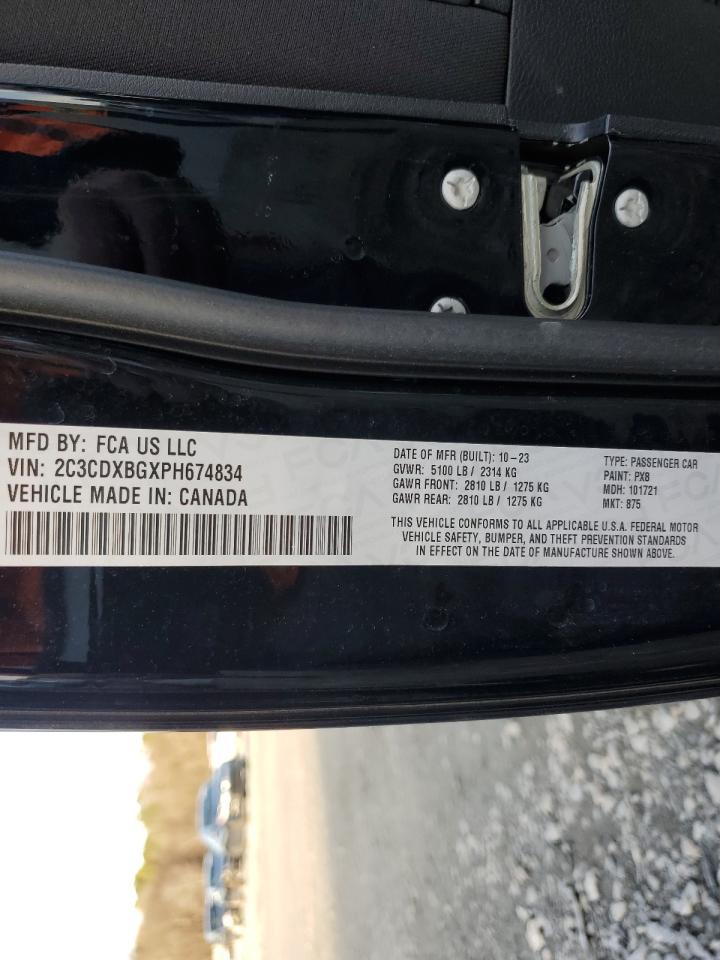 MFD BY: FCA US LLC
VIN: 2C3CDXBGXPH674834
VEHICLE MADE IN: CANADA
DATE OF MFR (BUILT): 10-23
GVWR: 5100 LB / 2314 KG
GAWR FRONT: 2810 LB / 1275 KG
GAWR REAR: 2810 LB / 1275 KG
TYPE: PASSENGER CAR
PAINT: PXB
MDH: 101721
MKT: 875
THIS VEHICLE CONFORMS TO ALL APPLICABLE U.S.A. FEDERAL MOTOR
VEHICLE SAFETY, BUMPER, AND THEFT PREVENTION STANDARDS
IN EFFECT ON THE DATE OF MANUFACTURE SHOWN ABOVE.